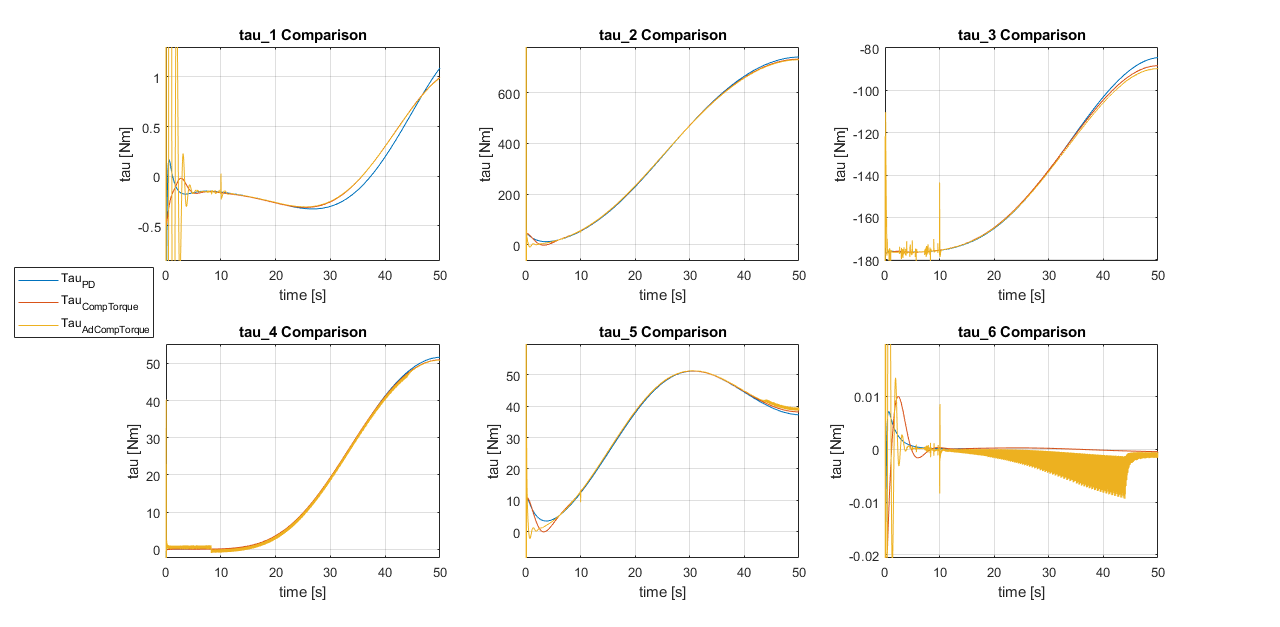 tau_1 Comparison
tau [Nm]
1
0.5
0
-0.5
0 10 20 30 40 50
time [s]
tau_2 Comparison
tau [Nm]
600
400
200
0
0 10 20 30 40 50
time [s]
tau_3 Comparison
tau [Nm]
-80
-100
-120
-140
-160
-180
0 10 20 30 40 50
time [s]
Tau_PD
Tau_CompTorque
Tau_AdCompTorque
tau_4 Comparison
tau [Nm]
50
40
30
20
10
0
0 10 20 30 40 50
time [s]
tau_5 Comparison
tau [Nm]
50
40
30
20
10
0
0 10 20 30 40 50
time [s]
tau_6 Comparison
tau [Nm]
0.01
0
-0.01
-0.02
0 10 20 30 40 50
time [s]